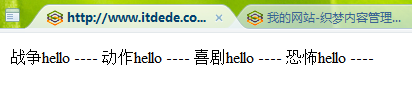 http://www.itdede.co...
我的网站-织梦内容管理...
战争hello ---- 动作hello ---- 喜剧hello ---- 恐怖hello ----